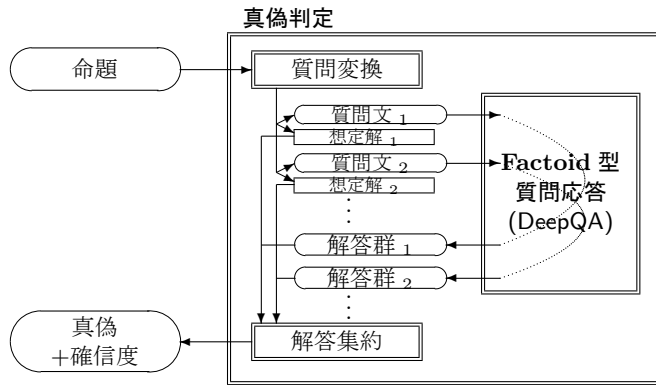 真偽判定
命題
質問変換
質問文 1
想定解 1
質問文 2
想定解 2
Factoid 型
質問応答
(DeepQA)
解答群 1
解答群 2
真偽
+確信度
解答集約